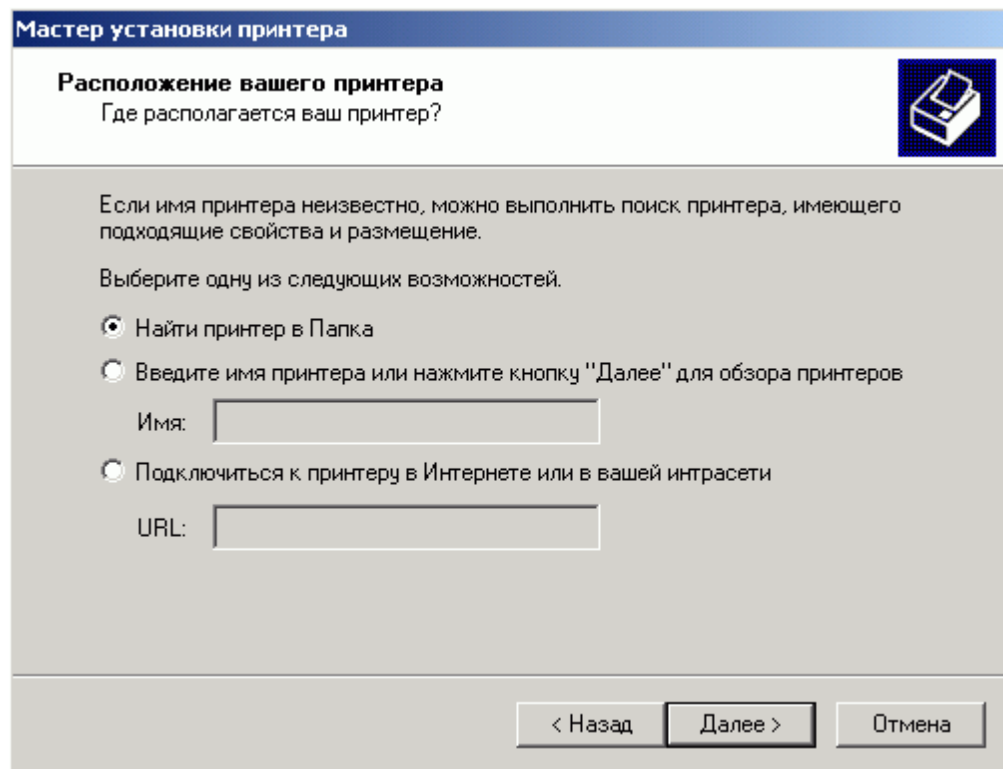 Мастер установки принтера
Расположение вашего принтера
Где располагается ваш принтер?
Если имя принтера неизвестно, можно выполнить поиск принтера, имеющего
подходящие свойства и размещение.
Выберите одну из следующих возможностей.
Найти принтер в Папка
Введите имя принтера или нажмите кнопку "Далее" для обзора принтеров
Имя:
Подключиться к принтеру в Интернете или в вашей интрасети
URL:
< Назад Далее > Отмена